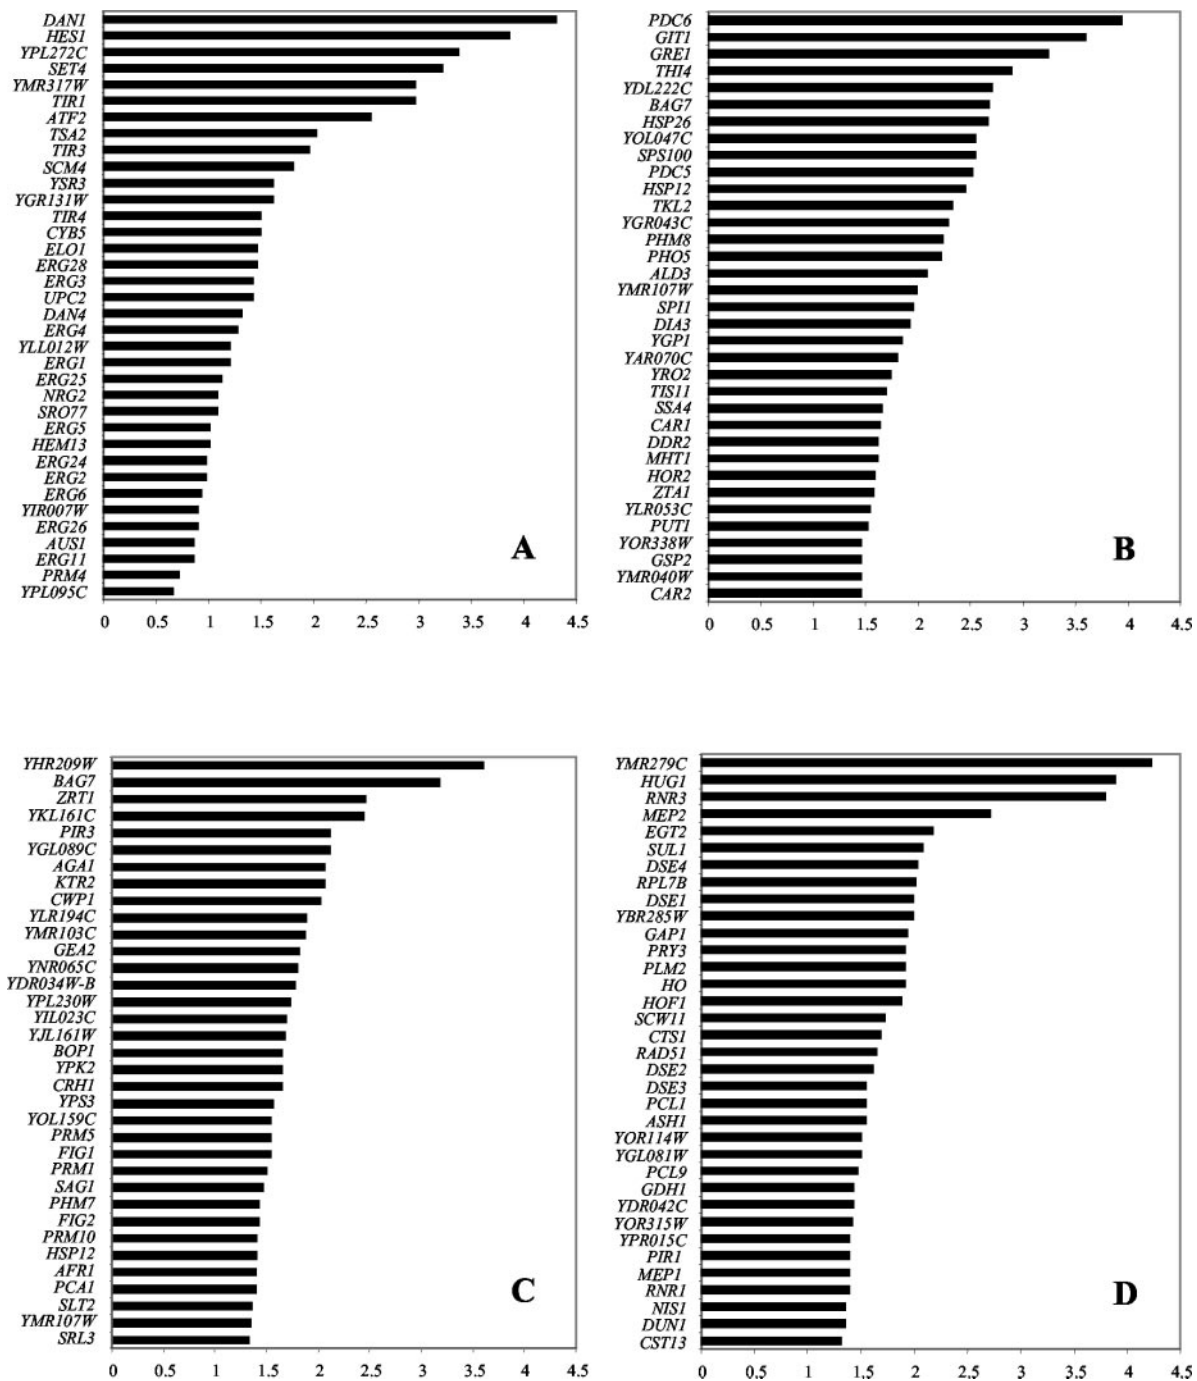 DAN1
HES1
YPL272C
SET4
YMR317W
TIR1
ATF2
TSA2
TIR3
SCM4
YSR3
YGR131W
TIR4
CYB5
ELO1
ERG28
ERG3
UPC2
DAN4
ERG4
YLL012W
ERG1
ERG25
NRG2
SRO77
ERG5
HEM13
ERG24
ERG2
ERG6
YIR007W
ERG26
AUS1
ERG11
PRM4
YPL095C
A
0 0.5 1 1.5 2 2.5 3 3.5 4 4.5
PDC6
GIT1
GRE1
THI4
YDL222C
BAG7
HSP26
YOL047C
SPS100
PDC5
HSP12
TKL2
YGR043C
PHM8
PHO5
ALD3
YMR107W
SPI1
DIA3
YGP1
YAR070C
YRO2
TIS11
SSA4
CAR1
DDR2
MHT1
HOR2
ZTA1
YLR053C
PUT1
YOR338W
GSP2
YMR040W
CAR2
B
0 0.5 1 1.5 2 2.5 3 3.5 4 4.5
YHR209W
BAG7
ZRT1
YKL161C
PIR3
YGL089C
AGA1
KTR2
CWP1
YLR194C
YMR103C
GEA2
YNR065C
YDR034W-B
YPL230W
YIL023C
YJL161W
BOP1
YPK2
CRH1
YPS3
YOL159C
PRM5
FIG1
PRM1
SAG1
PHM7
FIG2
PRM10
HSP12
AFR1
PCA1
SLT2
YMR107W
SRL3
C
0 0.5 1 1.5 2 2.5 3 3.5 4 4.5
YMR279C
HUG1
RNR3
MEP2
EGT2
SUL1
DSE4
RPL7B
DSE1
YBR285W
GAP1
PRY3
PLM2
HO
HOF1
SCW11
CTS1
RAD51
DSE2
DSE3
PCL1
ASH1
YOR114W
YGL081W
PCL9
GDH1
YDR042C
YOR315W
YPR015C
PIR1
MEP1
RNR1
NIS1
DUN1
CST13
D
0 0.5 1 1.5 2 2.5 3 3.5 4 4.5